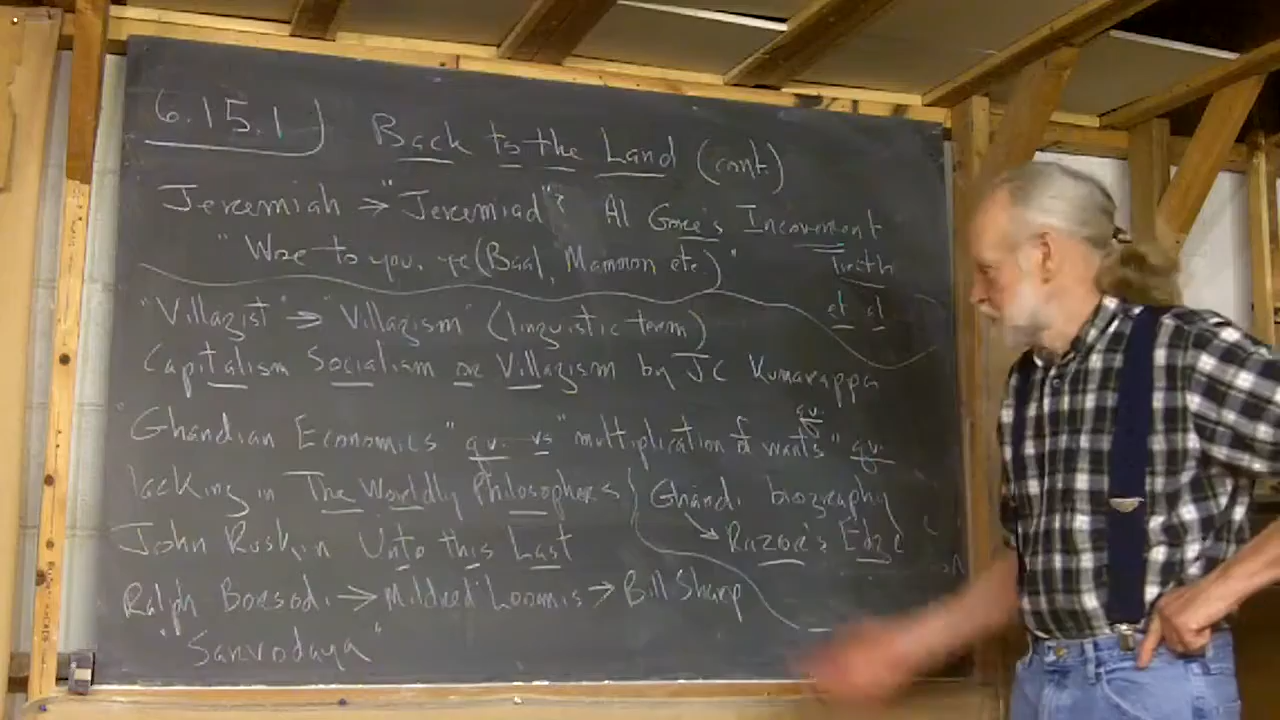 6.15.1) Back to the Land (cont.)
Jeremiah → "Jeremiad"? Al Gore's Inconvenient
Truth
"Woe to you, ye (Baal, Mammon etc.)"
et al
"Villagist" → "Villagism" (linguistic term)
Capitalism Socialism or Villagism by JC Kumarappa
"Ghandian Economics" q.v. vs "multiplication of wants" q.v.
q.v.
lacking in The Worldly Philosophers
Ghandi biography
→ Razor's Edge
John Ruskin Unto this Last
Ralph Borsodi → Mildred Loomis → Bill Sharp
"Sarvodaya"